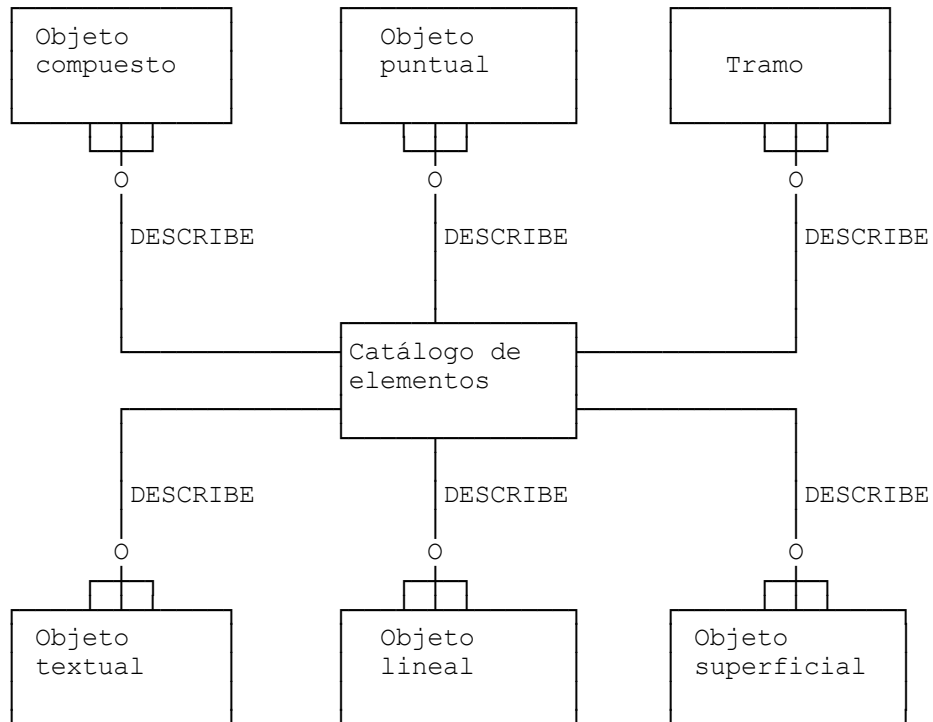 Objeto
compuesto
Objeto
puntual
Tramo
O
O
O
DESCRIBE
DESCRIBE
DESCRIBE
Catálogo de
elementos
DESCRIBE
DESCRIBE
DESCRIBE
O
O
O
Objeto
textual
Objeto
lineal
Objeto
superficial